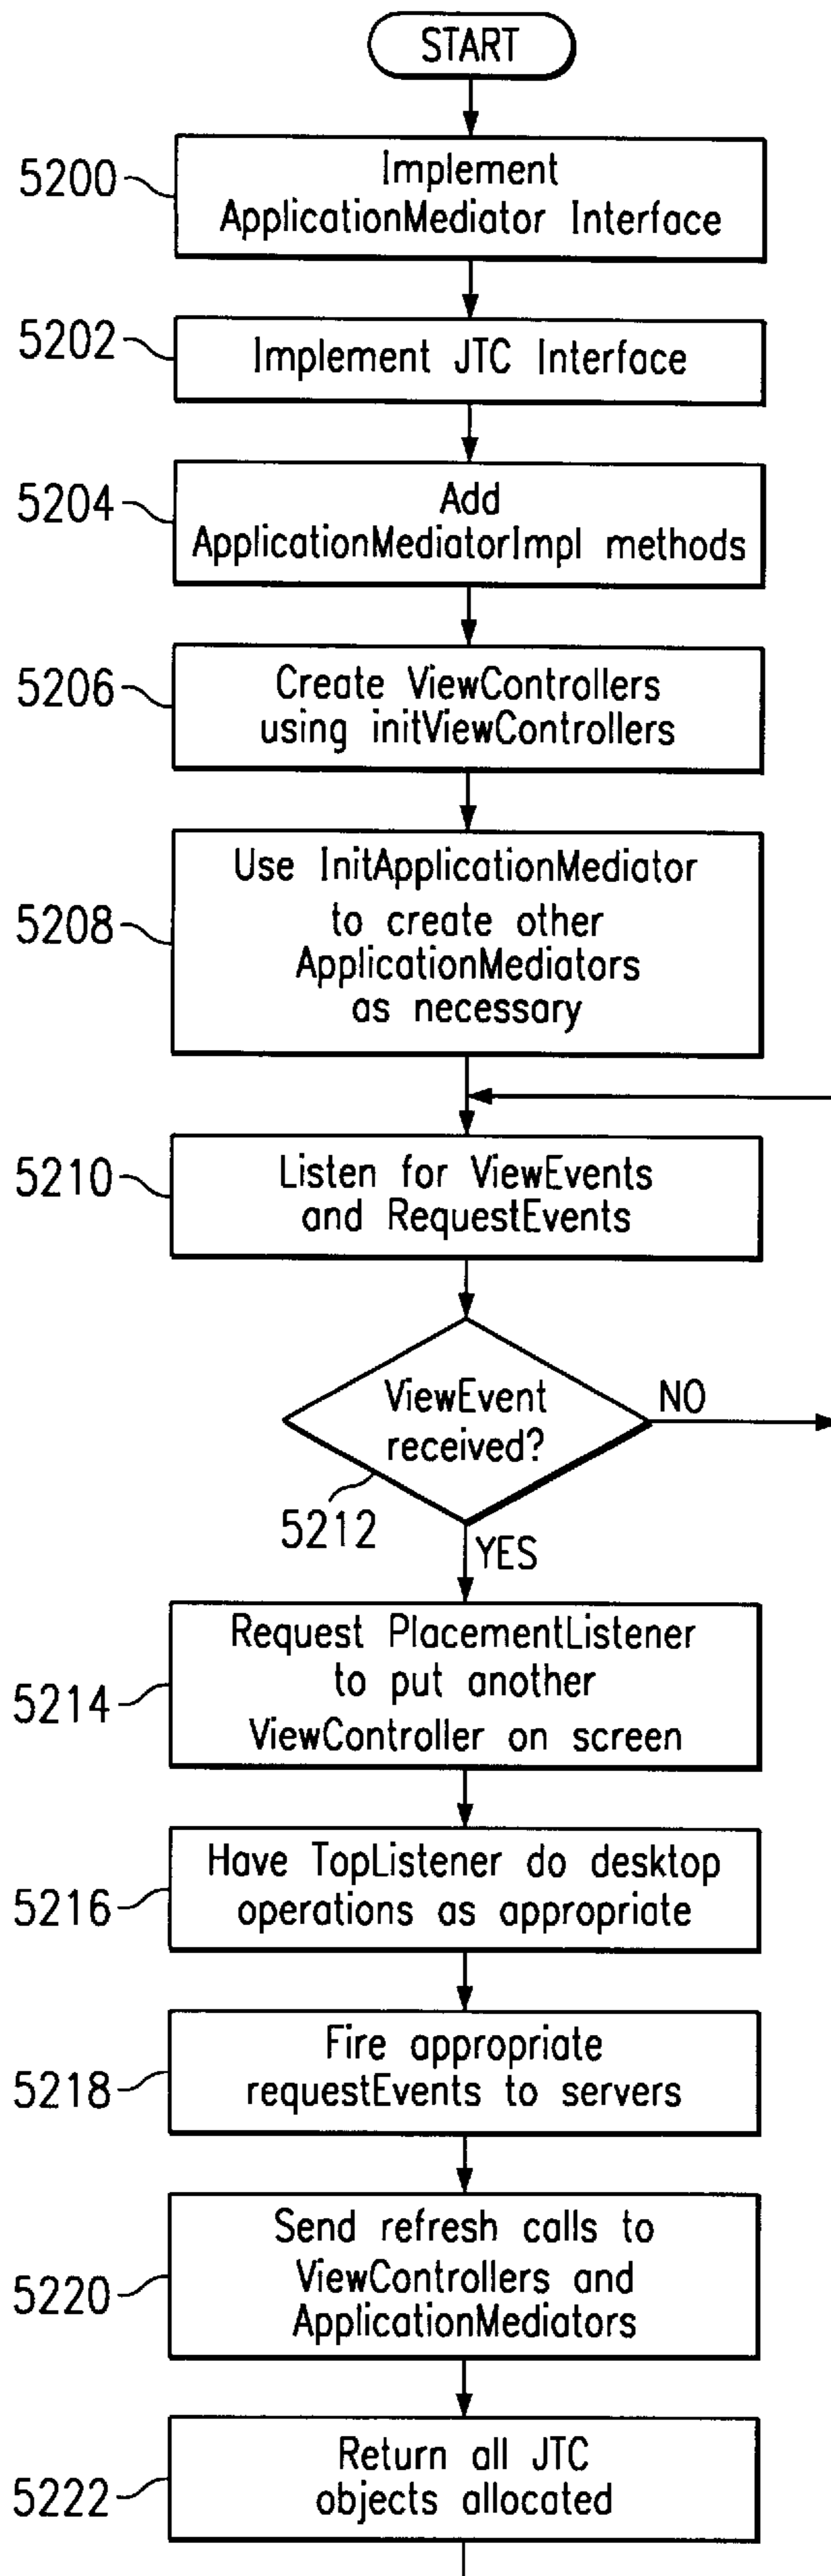 START
5200
Implement
ApplicationMediator Interface
5202
Implement JTC Interface
5204
Add
ApplicationMediatorImpl methods
5206
Create ViewControllers
using initViewControllers
5208
Use InitApplicationMediator
to create other
ApplicationMediators
as necessary
5210
Listen for ViewEvents
and RequestEvents
ViewEvent
received?
NO
5212
YES
5214
Request PlacementListener
to put another
ViewController on screen
5216
Have TopListener do desktop
operations as appropriate
5218
Fire appropriate
requestEvents to servers
5220
Send refresh calls to
ViewControllers and
ApplicationMediators
5222
Return all JTC
objects allocated